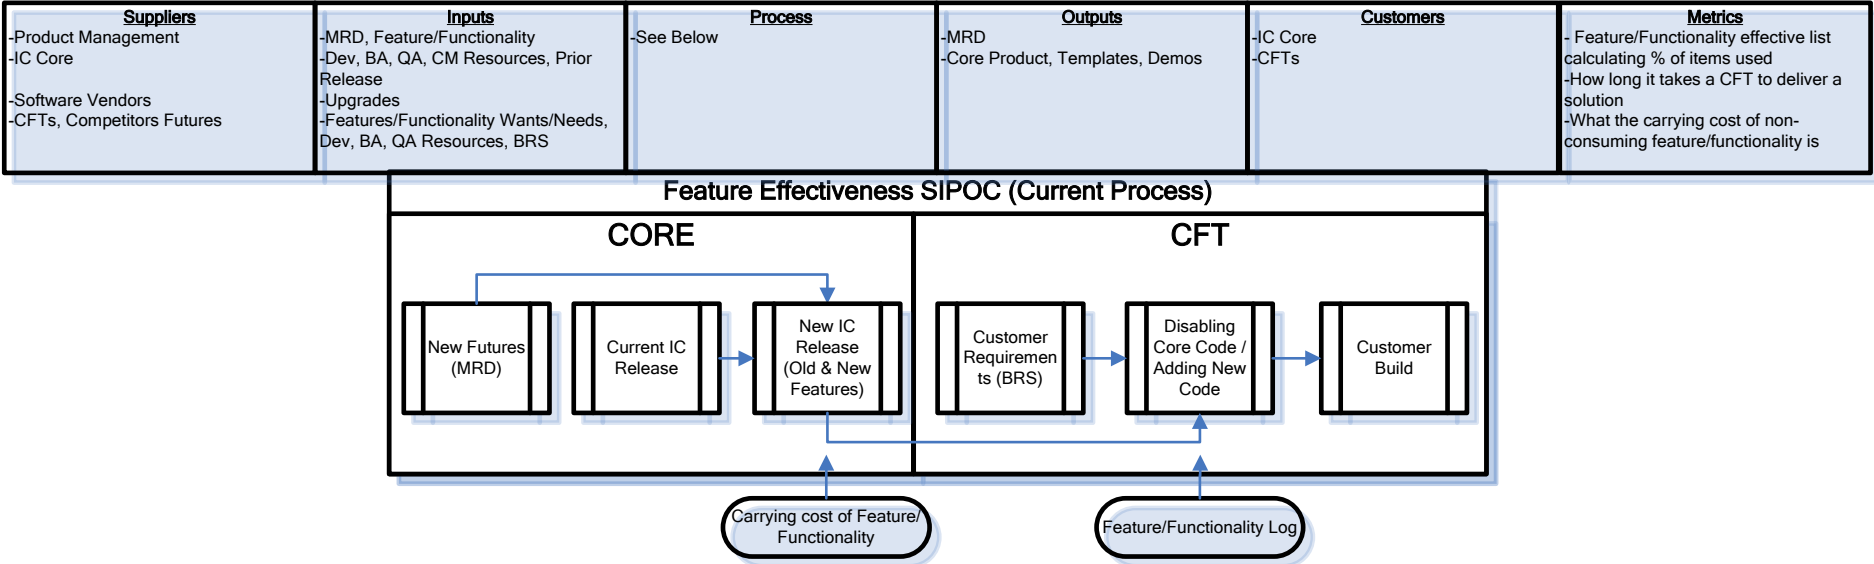 Suppliers
-Product Management
-IC Core
-Software Vendors
-CFTs, Competitors Futures
Inputs
-MRD, Feature/Functionality
-Dev, BA, QA, CM Resources, Prior
Release
-Upgrades
-Features/Functionality Wants/Needs,
Dev, BA, QA Resources, BRS
Process
-See Below
Outputs
-MRD
-Core Product, Templates, Demos
Customers
-IC Core
-CFTs
Metrics
- Feature/Functionality effective list
calculating % of items used
-How long it takes a CFT to deliver a
solution
-What the carrying cost of non-
consuming feature/functionality is
Feature Effectiveness SIPOC (Current Process)
CORE
CFT
New Futures
(MRD)
Current IC
Release
New IC
Release
(Old & New
Features)
Customer
Requiremen
ts (BRS)
Disabling
Core Code /
Adding New
Code
Customer
Build
Carrying cost of Feature/
Functionality
Feature/Functionality Log